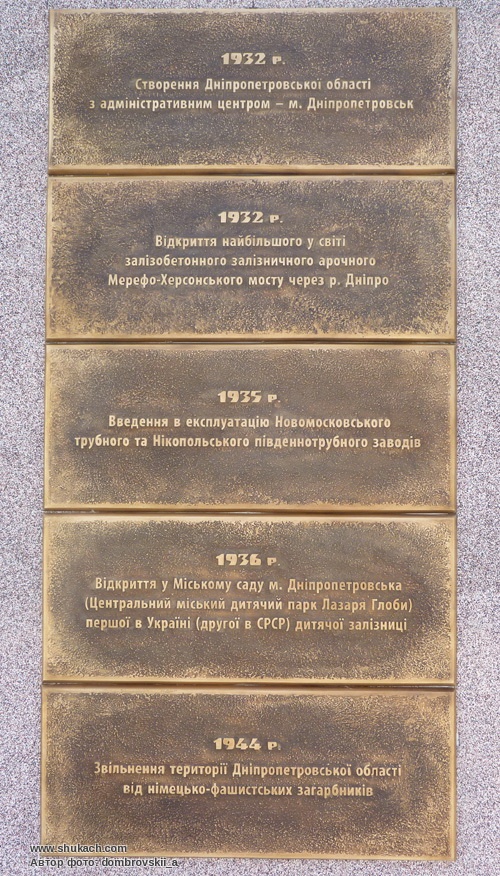 1932 р.
Створення Дніпропетровської області
з адміністративним центром – м. Дніпропетровськ
1932 р.
Відкриття найбільшого у світі
залізобетонного залізничного арочного
Мерефо-Херсонського мосту через р. Дніпро
1935 р.
Введення в експлуатацію Новомосковського
трубного та Нікопольського південнотрубного заводів
1936 р.
Відкриття у Міському саду м. Дніпропетровська
(Центральний міський дитячий парк Лазаря Глоби)
першої в Україні (другої в СРСР) дитячої залізниці
1944 р.
Звільнення території Дніпропетровської області
від німецько-фашистських загарбників
www.shukach.com
Автор фото: dombrovskii_a